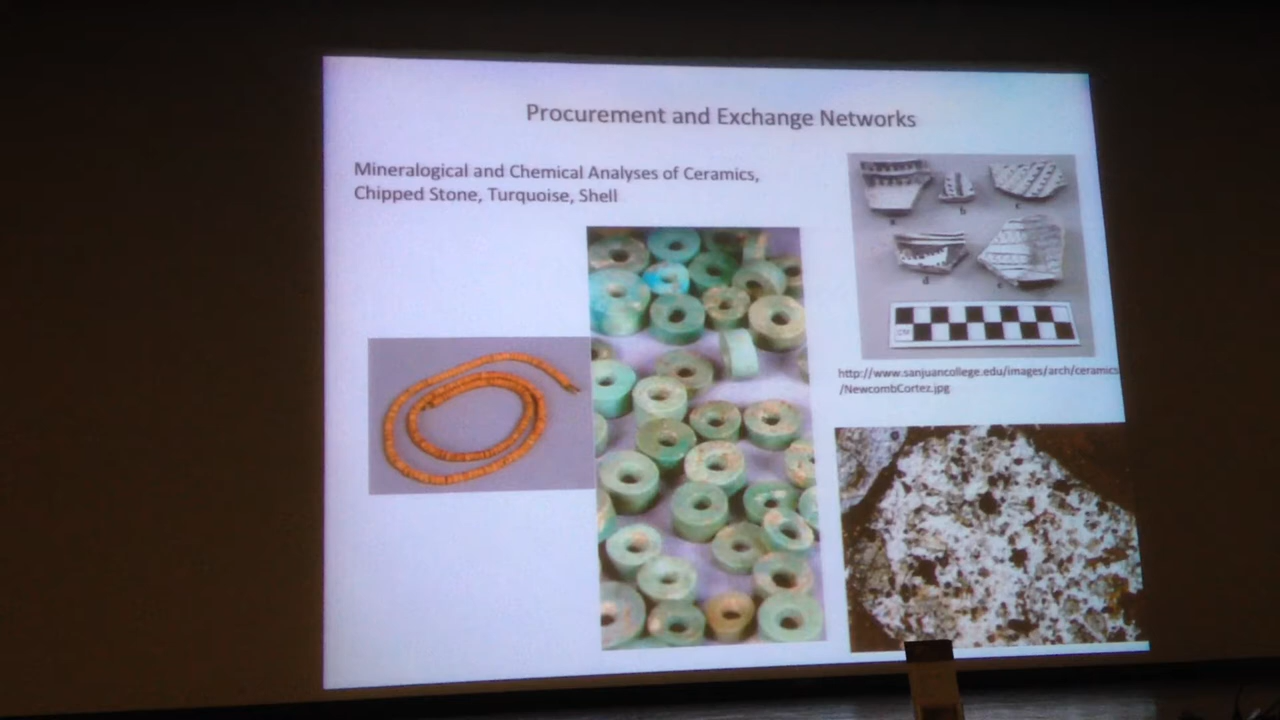 Procurement and Exchange Networks
Mineralogical and Chemical Analyses of Ceramics,
Chipped Stone, Turquoise, Shell
a
b
c
d
e
CM
http://www.sanjuancollege.edu/images/arch/ceramics
/NewcombCortez.jpg